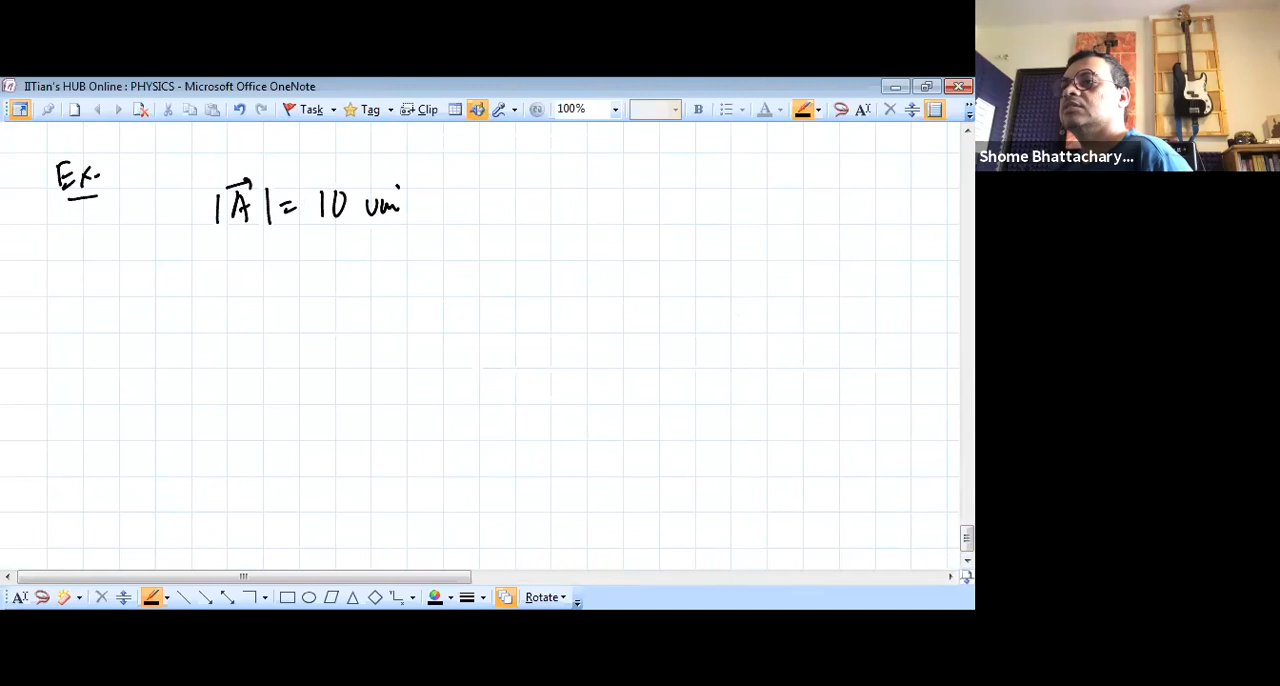 IITian's HUB Online : PHYSICS - Microsoft Office OneNote
Task Tag Clip 100% B A
Shome Bhattachary...
Ex.
|A⃗| = 10 uni
Rotate